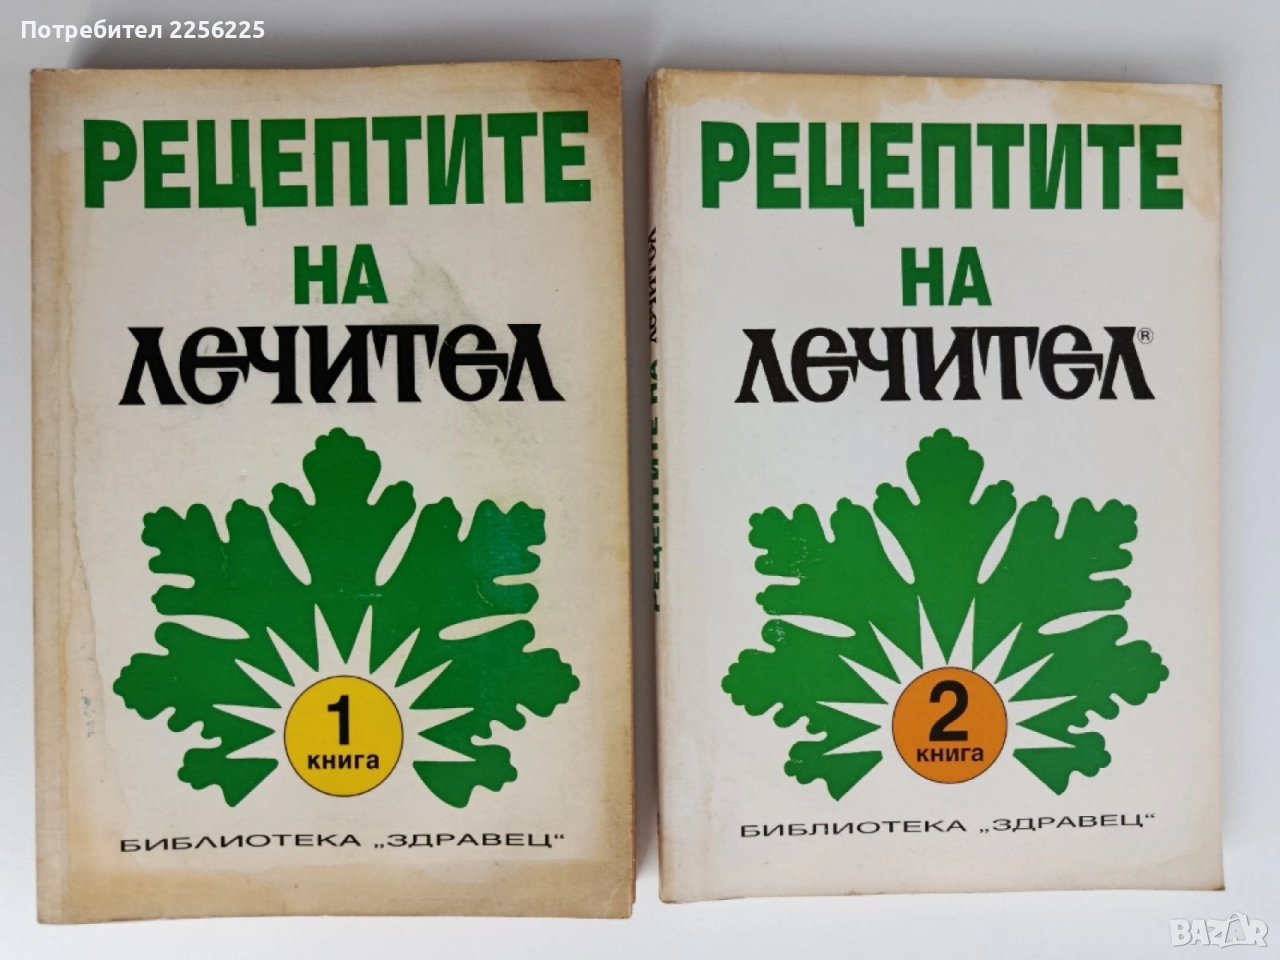 Потребител 2256225
РЕЦЕПТИТЕ
НА
ЛЕЧИТЕЛ
1
КНИГА
БИБЛИОТЕКА „ЗДРАВЕЦ“
РЕЦЕПТИТЕ НА ЛЕЧИТЕЛ
РЕЦЕПТИТЕ
НА
ЛЕЧИТЕЛ®
2
КНИГА
БИБЛИОТЕКА „ЗДРАВЕЦ“
BAZAR